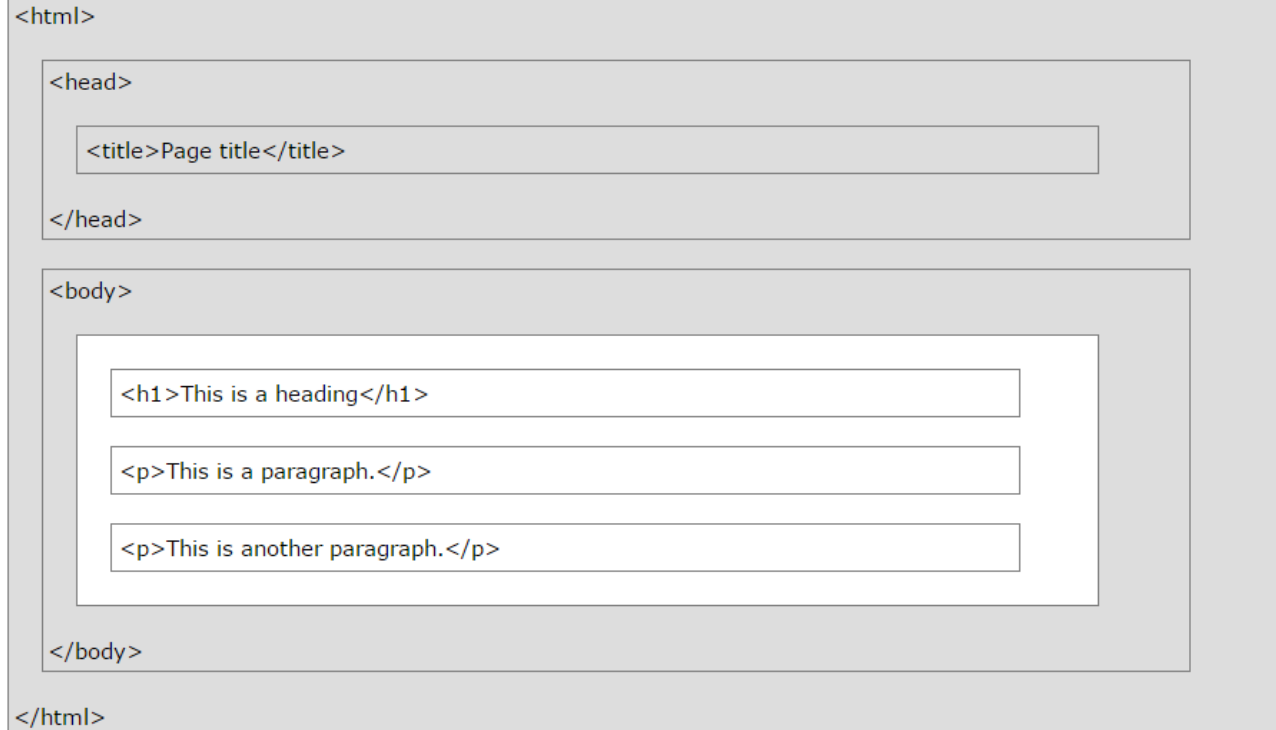 <html>
<head>
<title>Page title</title>
</head>
<body>
<h1>This is a heading</h1>
<p>This is a paragraph.</p>
<p>This is another paragraph.</p>
</body>
</html>